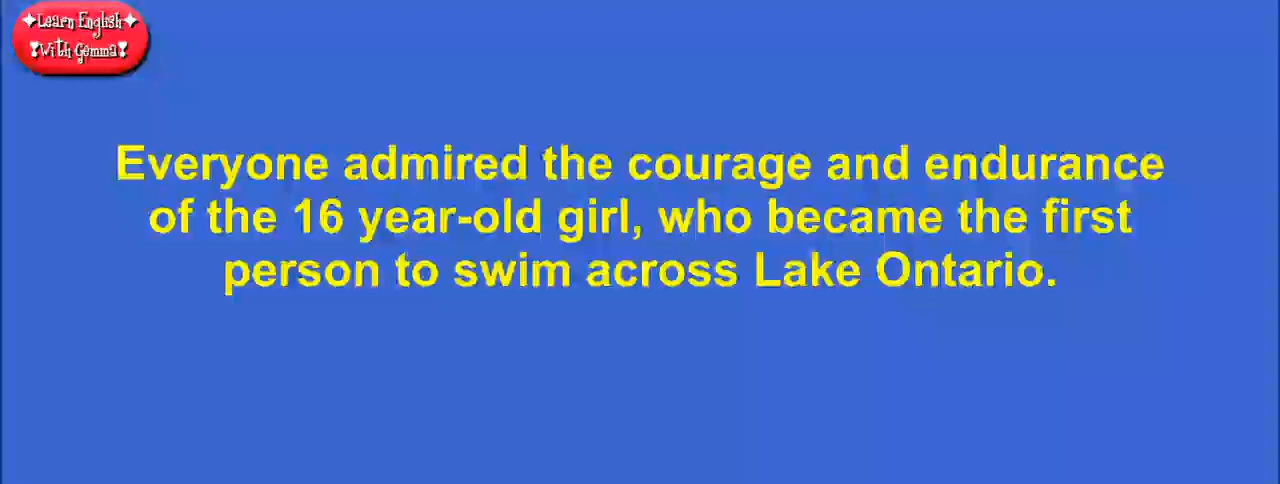 ✦Learn English✦
❣With Gemma❣
Everyone admired the courage and endurance
of the 16 year-old girl, who became the first
person to swim across Lake Ontario.